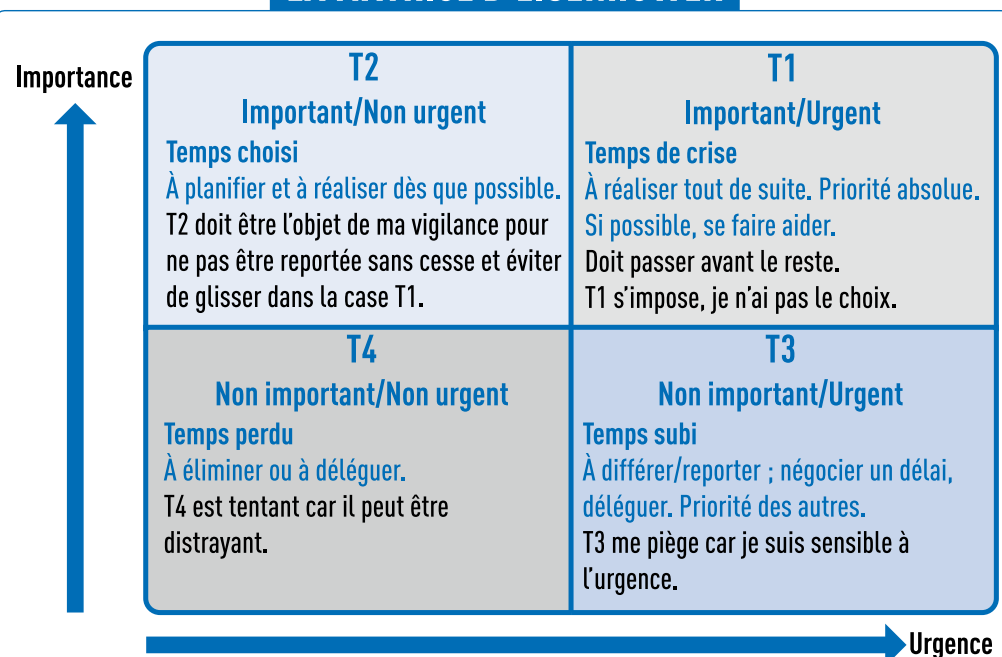 Importance
T2
Important/Non urgent
Temps choisi
À planifier et à réaliser dès que possible.
T2 doit être l’objet de ma vigilance pour
ne pas être reportée sans cesse et éviter
de glisser dans la case T1.
T1
Important/Urgent
Temps de crise
À réaliser tout de suite. Priorité absolue.
Si possible, se faire aider.
Doit passer avant le reste.
T1 s’impose, je n’ai pas le choix.
T4
Non important/Non urgent
Temps perdu
À éliminer ou à déléguer.
T4 est tentant car il peut être
distrayant.
T3
Non important/Urgent
Temps subi
À différer/reporter ; négocier un délai,
déléguer. Priorité des autres.
T3 me piège car je suis sensible à
l’urgence.
Urgence